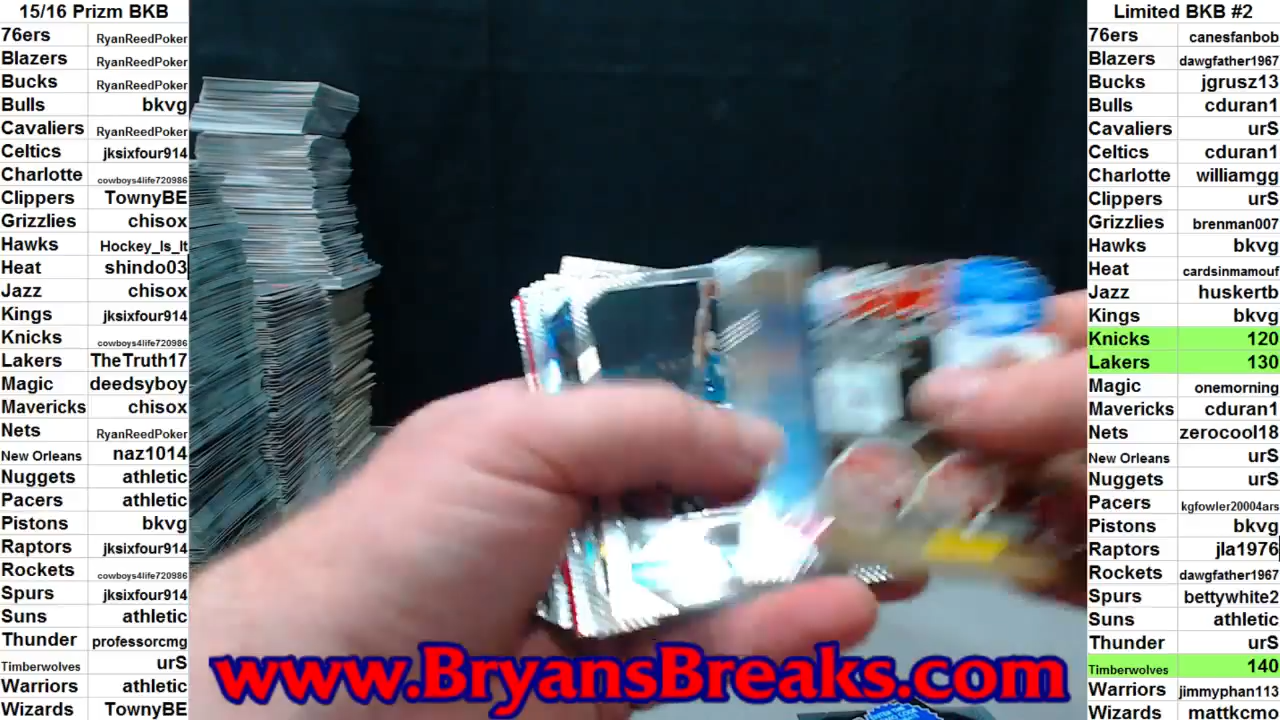 15/16 Prizm BKB
76ers RyanReedPoker
Blazers RyanReedPoker
Bucks RyanReedPoker
Bulls bkvg
Cavaliers RyanReedPoker
Celtics jksixfour914
Charlotte cowboys4life720986
Clippers TownyBE
Grizzlies chisox
Hawks Hockey_Is_It
Heat shindo03
Jazz chisox
Kings jksixfour914
Knicks cowboys4life720986
Lakers TheTruth17
Magic deedsyboy
Mavericks chisox
Nets RyanReedPoker
New Orleans naz1014
Nuggets athletic
Pacers athletic
Pistons bkvg
Raptors jksixfour914
Rockets cowboys4life720986
Spurs jksixfour914
Suns athletic
Thunder professorcmg
Timberwolves urS
Warriors athletic
Wizards TownyBE
www.BryansBreaks.com
Limited BKB #2
76ers canesfanbob
Blazers dawgfather1967
Bucks jgrusz13
Bulls cduran1
Cavaliers urS
Celtics cduran1
Charlotte williamgg
Clippers urS
Grizzlies brenman007
Hawks bkvg
Heat cardsinmamouf
Jazz huskertb
Kings bkvg
Knicks 120
Lakers 130
Magic onemorning
Mavericks cduran1
Nets zerocool18
New Orleans urS
Nuggets urS
Pacers kgfowler20004ars
Pistons bkvg
Raptors jla1976
Rockets dawgfather1967
Spurs bettywhite2
Suns athletic
Thunder urS
Timberwolves 140
Warriors jimmyphan113
Wizards mattkcmo